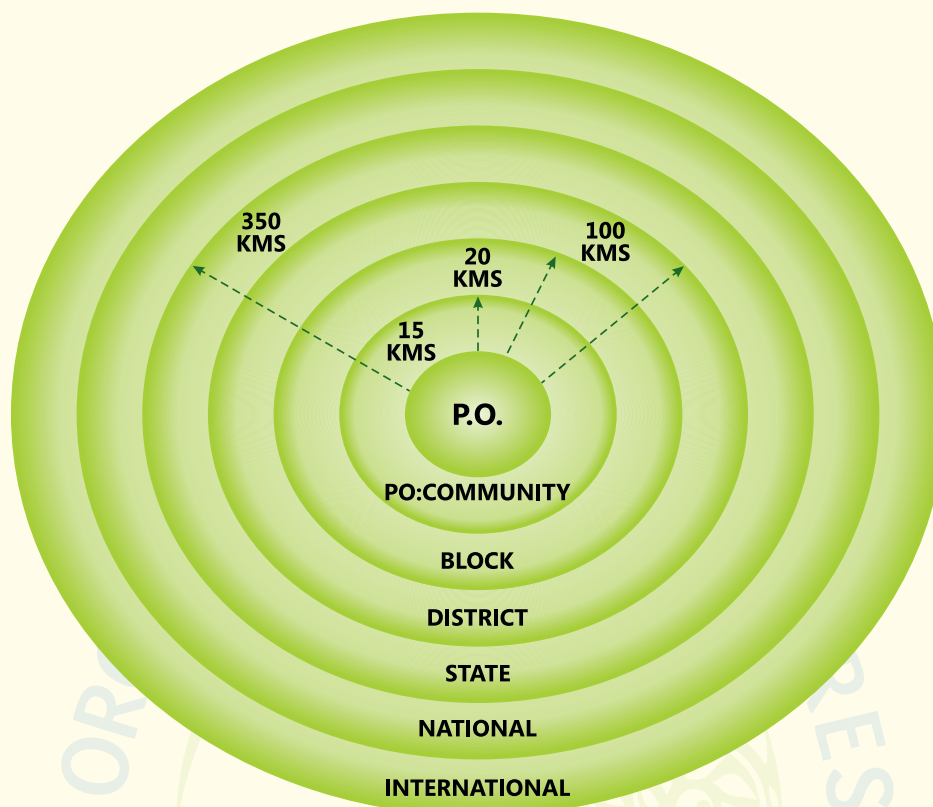 350
KMS
100
KMS
20
KMS
15
KMS
P.O.
PO:COMMUNITY
BLOCK
DISTRICT
STATE
NATIONAL
INTERNATIONAL